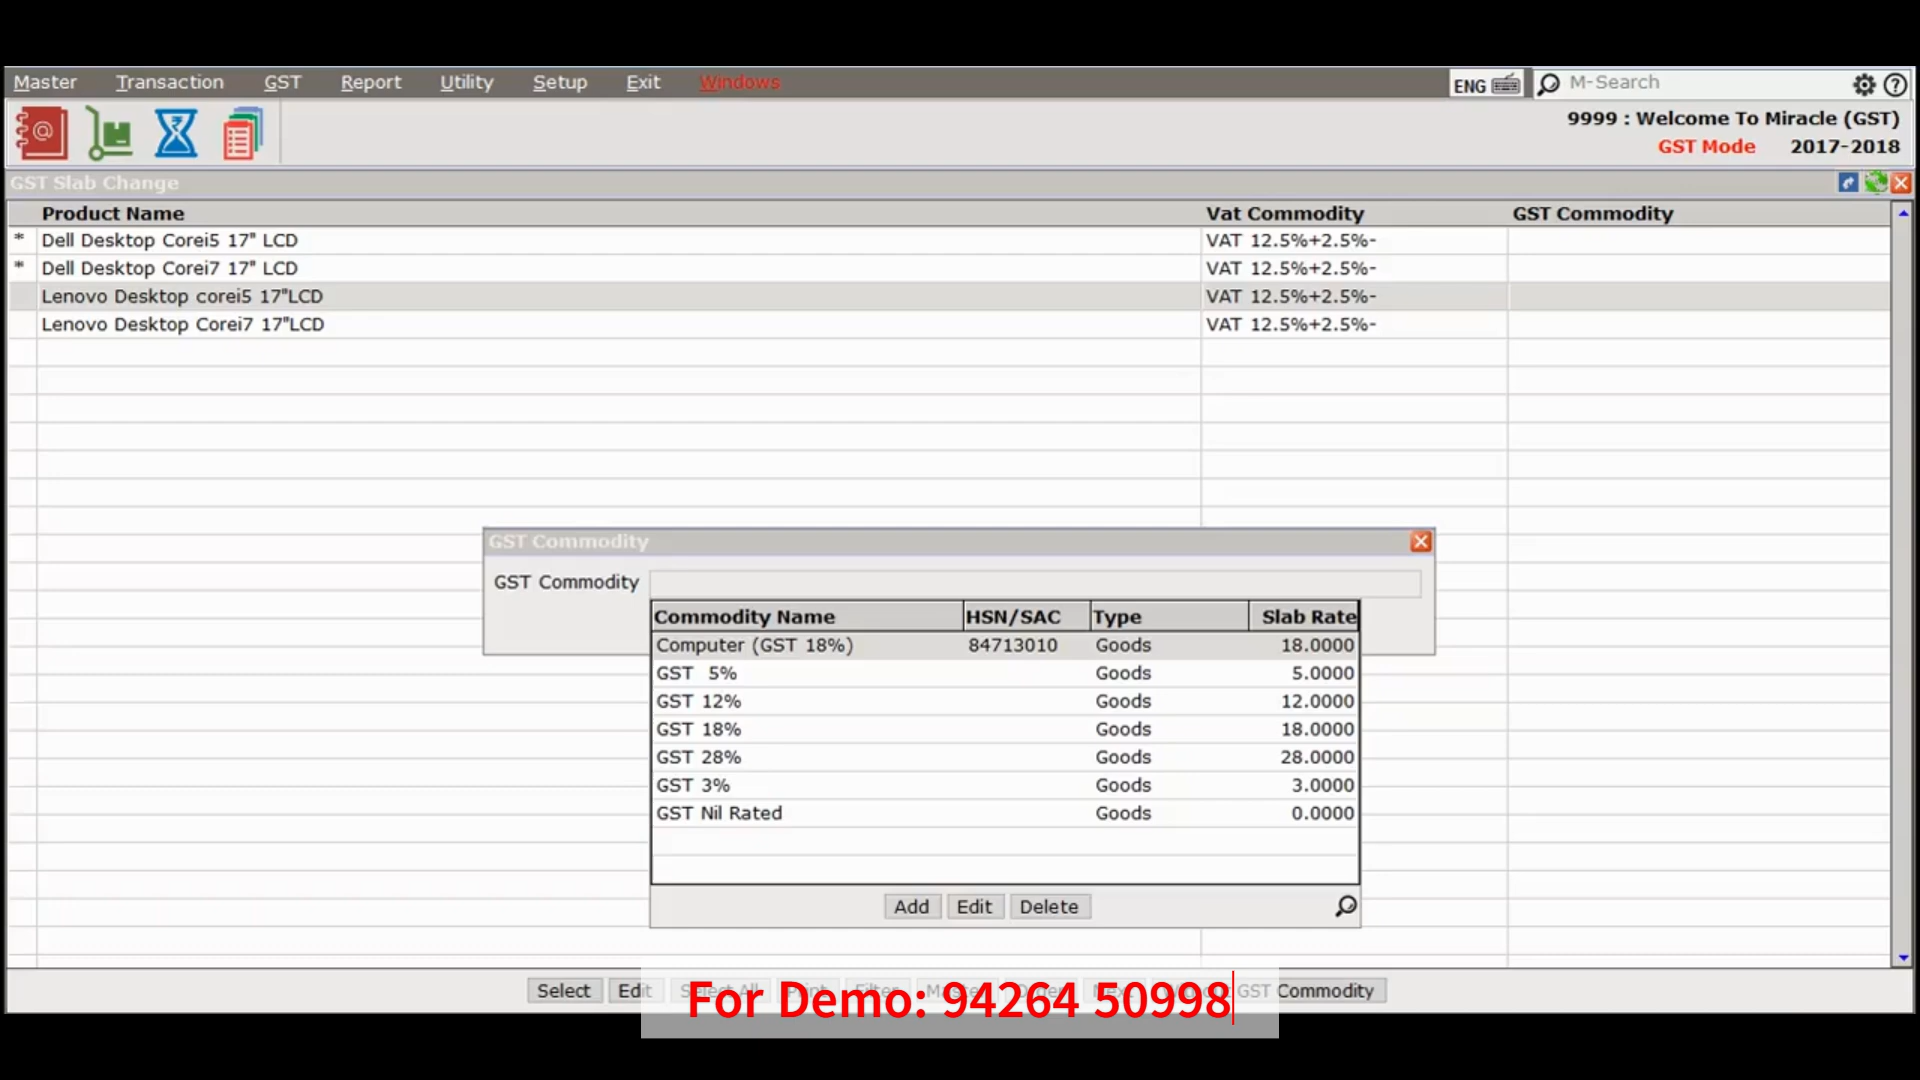 Master Transaction GST Report Utility Setup Exit Windows ENG M-Search
9999 : Welcome To Miracle (GST)
GST Mode 2017-2018
GST Slab Change
Product Name Vat Commodity GST Commodity
* Dell Desktop Corei5 17" LCD VAT 12.5%+2.5%-
* Dell Desktop Corei7 17" LCD VAT 12.5%+2.5%-
Lenovo Desktop corei5 17"LCD VAT 12.5%+2.5%-
Lenovo Desktop Corei7 17"LCD VAT 12.5%+2.5%-
GST Commodity
GST Commodity
Commodity Name HSN/SAC Type Slab Rate
Computer (GST 18%) 84713010 Goods 18.0000
GST 5% Goods 5.0000
GST 12% Goods 12.0000
GST 18% Goods 18.0000
GST 28% Goods 28.0000
GST 3% Goods 3.0000
GST Nil Rated Goods 0.0000
Add Edit Delete
Select Edit Select All Print Filter GST Commodity
For Demo: 94264 50998